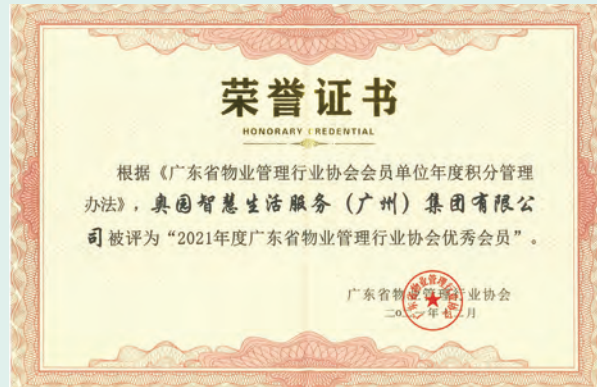 荣誉证书
HONORARY CREDENTIAL
根据《广东省物业管理行业协会会员单位年度积分管理
办法》，奥园智慧生活服务（广州）集团有限公
司被评为“2021年度广东省物业管理行业协会优秀会员”。
广东省物业管理行业协会